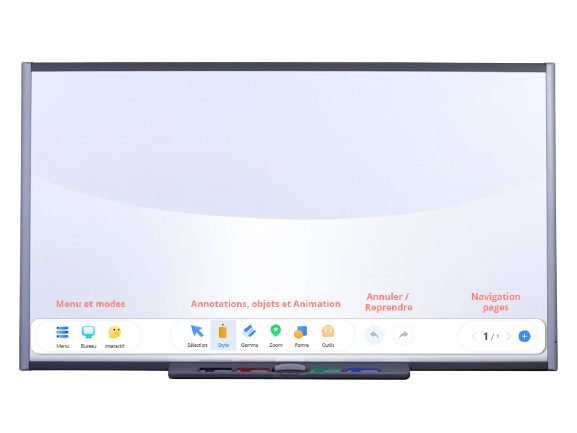 Menu et modes
Annotations, objets et Animation
Annuler /
Reprendre
Navigation
pages
Menu
Bureau
Interactif
Sélection
Stylo
Gomme
Zoom
Forme
Outils
1 / 1